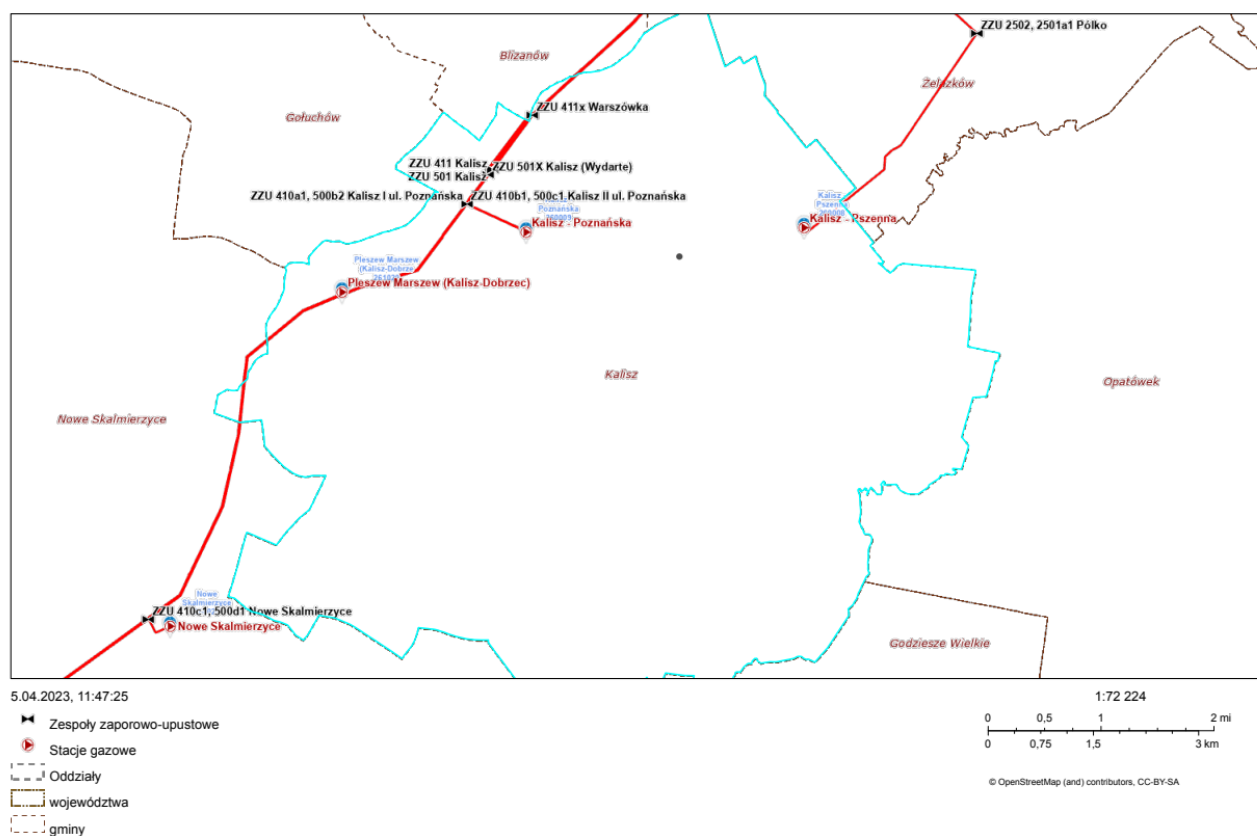 ZZU 2502, 2501a1 Pólko
Blizanów
Żelazków
ZZU 411x Warszówka
Gołuchów
ZZU 411 Kalisz
ZZU 501X Kalisz (Wydarte)
ZZU 501 Kalisz
ZZU 410a1, 500b2 Kalisz I ul. Poznańska
ZZU 410b1, 500c1 Kalisz II ul. Poznańska
Poznańska
260009
Kalisz - Poznańska
Kalisz
Pszenna
260008
Kalisz - Pszenna
Pleszew Marszew
(Kalisz-Dobrze
Pleszew Marszew (Kalisz-Dobrzec)
Kalisz
Opatówek
Nowe Skalmierzyce
Nowe
Skalmierzyce
ZZU 410c1, 500d1 Nowe Skalmierzyce
Nowe Skalmierzyce
Godziesze Wielkie
5.04.2023, 11:47:25
Zespoły zaporowo-upustowe
Stacje gazowe
Oddziały
województwa
gminy
1:72 224
0 0,5 1 2 mi
0 0,75 1,5 3 km
© OpenStreetMap (and) contributors, CC-BY-SA